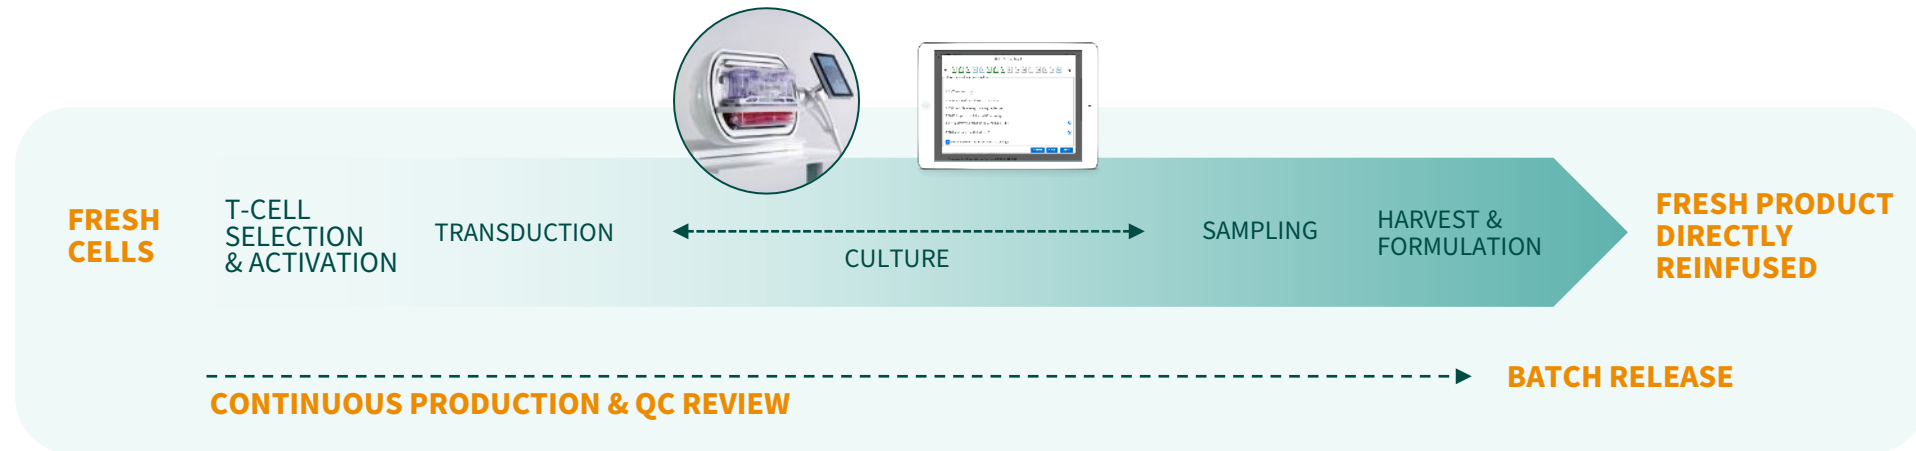 FRESH
CELLS
T-CELL
SELECTION
& ACTIVATION
TRANSDUCTION
CULTURE
SAMPLING
HARVEST &
FORMULATION
FRESH PRODUCT
DIRECTLY
REINFUSED
CONTINUOUS PRODUCTION & QC REVIEW
BATCH RELEASE